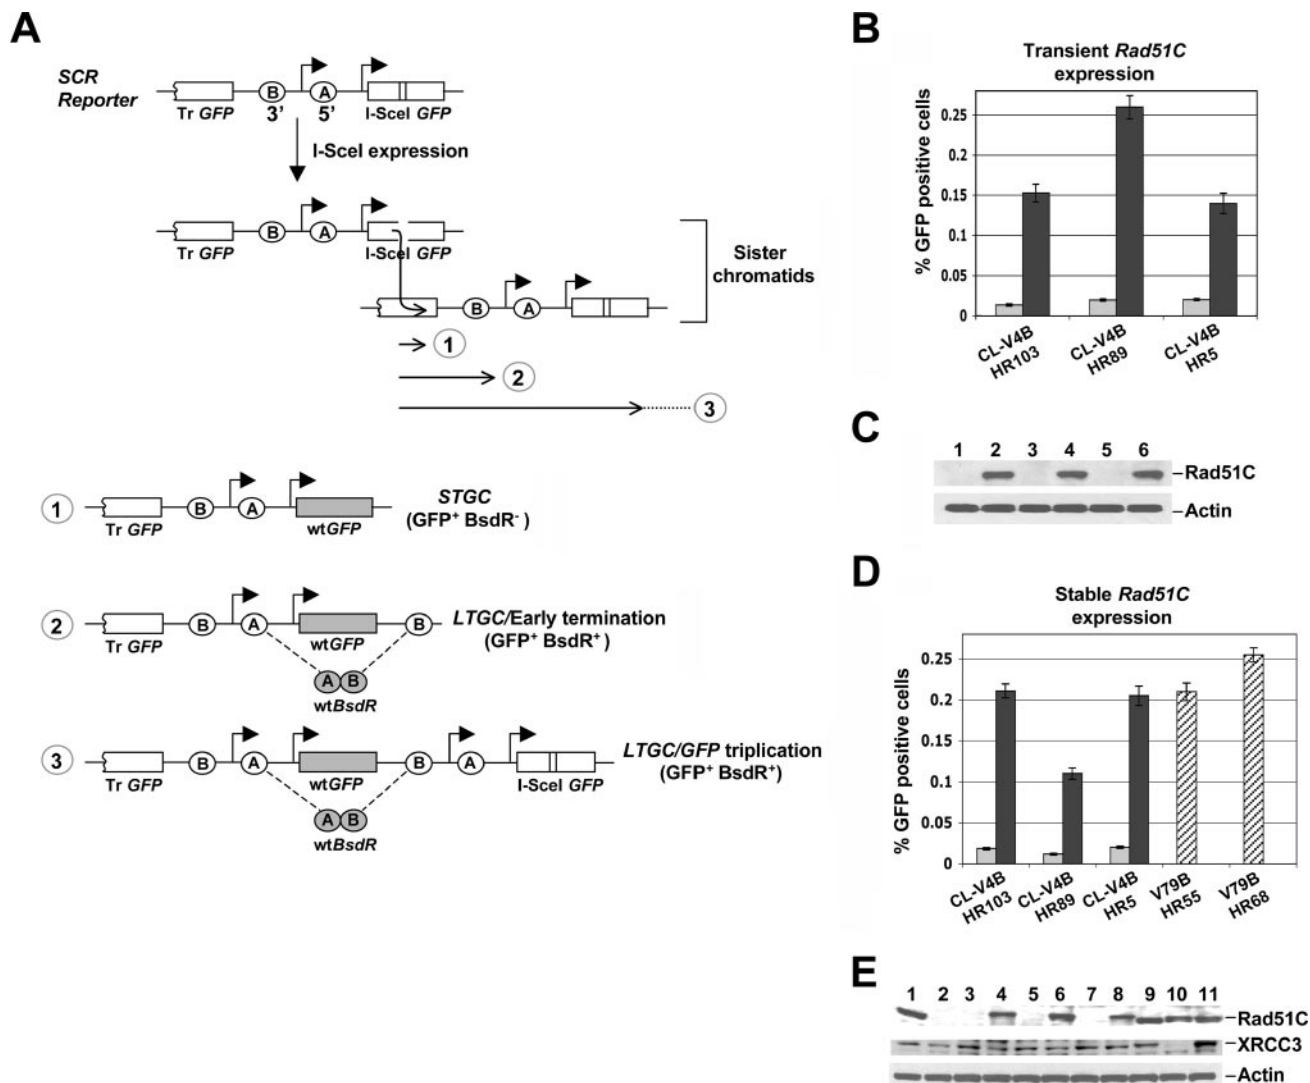 A
SCR
Reporter
B
A
Tr GFP
3'
5'
I-SceI GFP
I-SceI expression
B
A
Tr GFP
I-SceI GFP
Sister
chromatids
B
A
1
2
3
1
B
A
Tr GFP
wtGFP
STGC
(GFP+ BsdR-)
2
B
A
B
Tr GFP
wtGFP
LTGC/Early termination
(GFP+ BsdR+)
A B
wtBsdR
3
B
A
B
A
Tr GFP
wtGFP
I-SceI GFP
LTGC/GFP triplication
(GFP+ BsdR+)
A B
wtBsdR
B
Transient Rad51C
expression
% GFP positive cells
0.25
0.2
0.15
0.1
0.05
0
CL-V4B
HR103
CL-V4B
HR89
CL-V4B
HR5
C
1 2 3 4 5 6
Rad51C
Actin
D
Stable Rad51C
expression
% GFP positive cells
0.25
0.2
0.15
0.1
0.05
0
CL-V4B
HR103
CL-V4B
HR89
CL-V4B
HR5
V79B
HR55
V79B
HR68
E
1 2 3 4 5 6 7 8 9 10 11
Rad51C
XRCC3
Actin